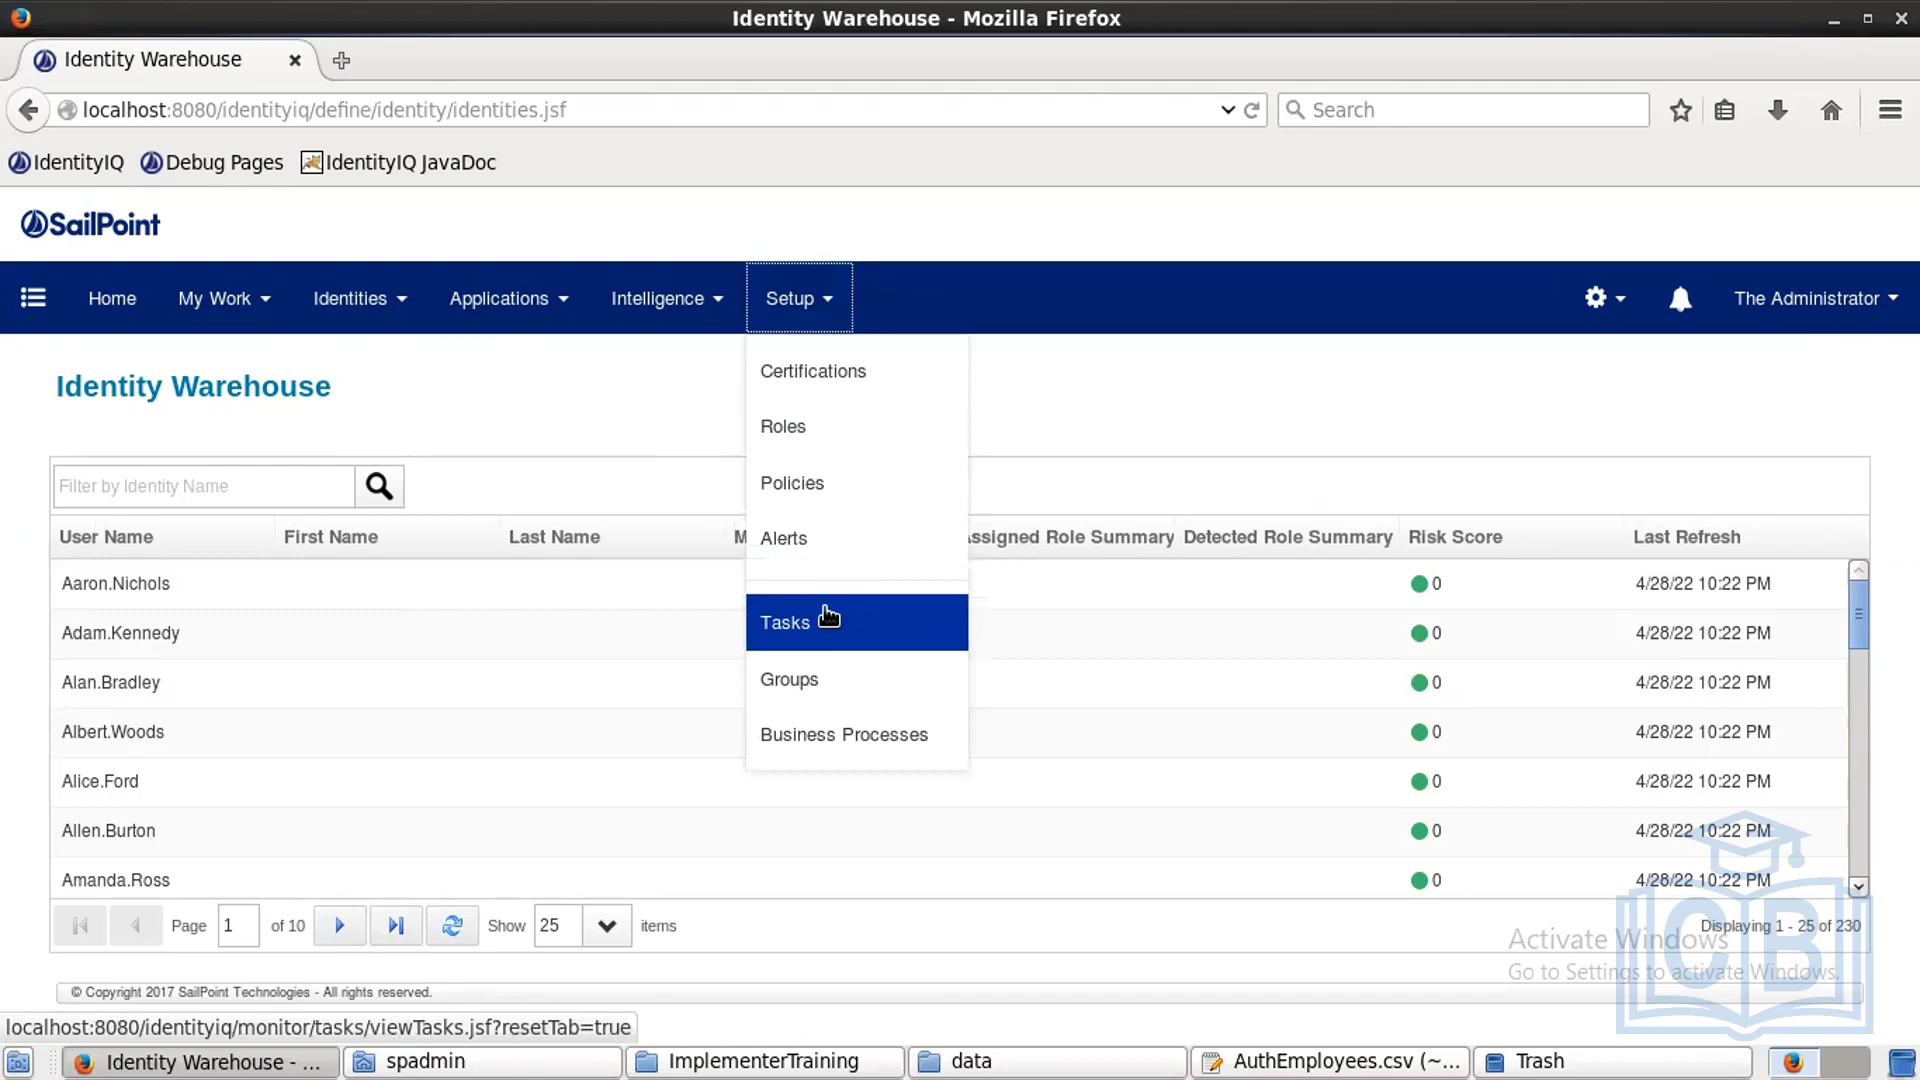 Identity Warehouse - Mozilla Firefox
Identity Warehouse
localhost:8080/identityiq/define/identity/identities.jsf
Search
IdentityIQ Debug Pages IdentityIQ JavaDoc
SailPoint
Home My Work Identities Applications Intelligence Setup The Administrator
Certifications
Roles
Policies
Alerts
Tasks
Groups
Business Processes
Identity Warehouse
Filter by Identity Name
User Name First Name Last Name M Assigned Role Summary Detected Role Summary Risk Score Last Refresh
Aaron.Nichols 0 4/28/22 10:22 PM
Adam.Kennedy 0 4/28/22 10:22 PM
Alan.Bradley 0 4/28/22 10:22 PM
Albert.Woods 0 4/28/22 10:22 PM
Alice.Ford 0 4/28/22 10:22 PM
Allen.Burton 0 4/28/22 10:22 PM
Amanda.Ross 0 4/28/22 10:22 PM
Page 1 of 10 Show 25 items Displaying 1 - 25 of 230
Activate Windows
Go to Settings to activate Windows.
CB
© Copyright 2017 SailPoint Technologies - All rights reserved.
localhost:8080/identityiq/monitor/tasks/viewTasks.jsf?resetTab=true
Identity Warehouse - ... spadmin ImplementerTraining data AuthEmployees.csv (~... Trash